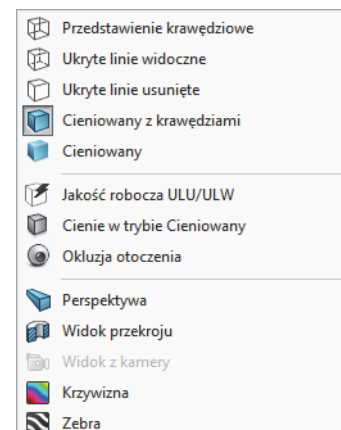 Przedstawienie krawędziowe
Ukryte linie widoczne
Ukryte linie usunięte
Cieniowany z krawędziami
Cieniowany
Jakość robocza ULU/ULW
Cienie w trybie Cieniowany
Okluzja otoczenia
Perspektywa
Widok przekroju
Widok z kamery
Krzywizna
Zebra